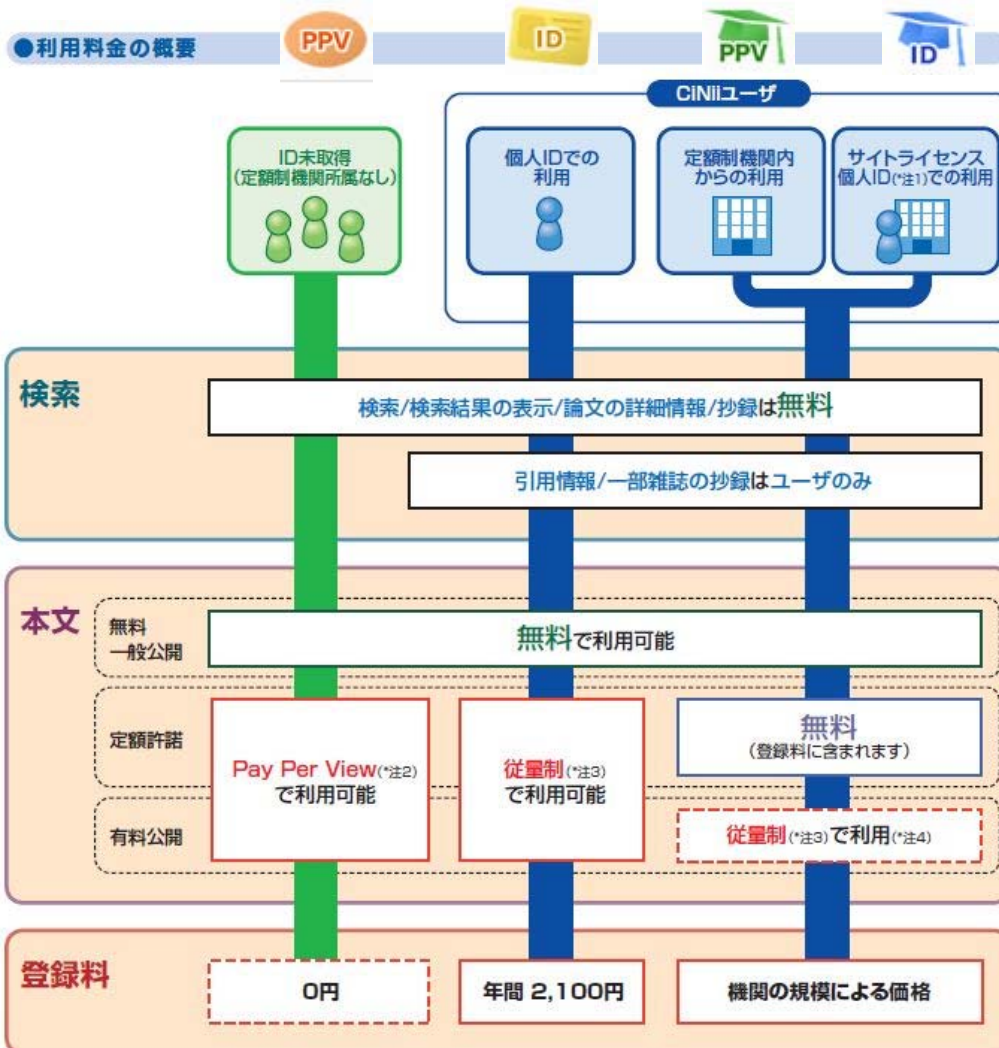 ●利用料金の概要
PPV
ID
PPV
ID
CiNiiユーザ
ID未取得
(定額制機関所属なし)
個人IDでの
利用
定額制機関内
からの利用
サイトライセンス
個人ID(*注1)での利用
検索
検索/検索結果の表示/論文の詳細情報/抄録は無料
引用情報/一部雑誌の抄録はユーザのみ
本文
無料
一般公開
無料で利用可能
定額許諾
Pay Per View(*注2)
で利用可能
従量制(*注3)
で利用可能
無料
(登録料に含まれます)
有料公開
従量制(*注3)で利用(*注4)
登録料
0円
年間 2,100円
機関の規模による価格